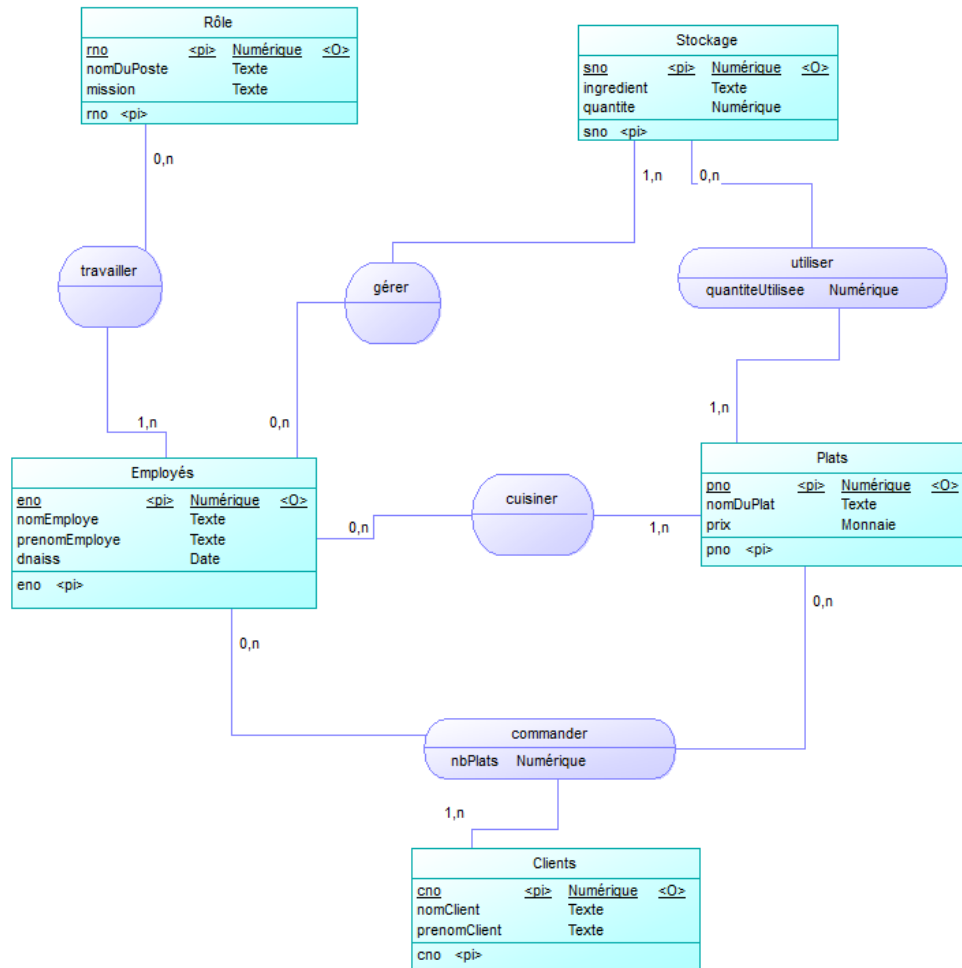 Rôle
rno <pi> Numérique <O>
nomDuPoste Texte
mission Texte
rno <pi>
Stockage
sno <pi> Numérique <O>
ingredient Texte
quantite Numérique
sno <pi>
0,n
1,n
0,n
travailler
gérer
utiliser
quantiteUtilisee Numérique
1,n
0,n
1,n
Employés
eno <pi> Numérique <O>
nomEmploye Texte
prenomEmploye Texte
dnaiss Date
eno <pi>
cuisiner
0,n
1,n
Plats
pno <pi> Numérique <O>
nomDuPlat Texte
prix Monnaie
pno <pi>
0,n
0,n
commander
nbPlats Numérique
1,n
Clients
cno <pi> Numérique <O>
nomClient Texte
prenomClient Texte
cno <pi>